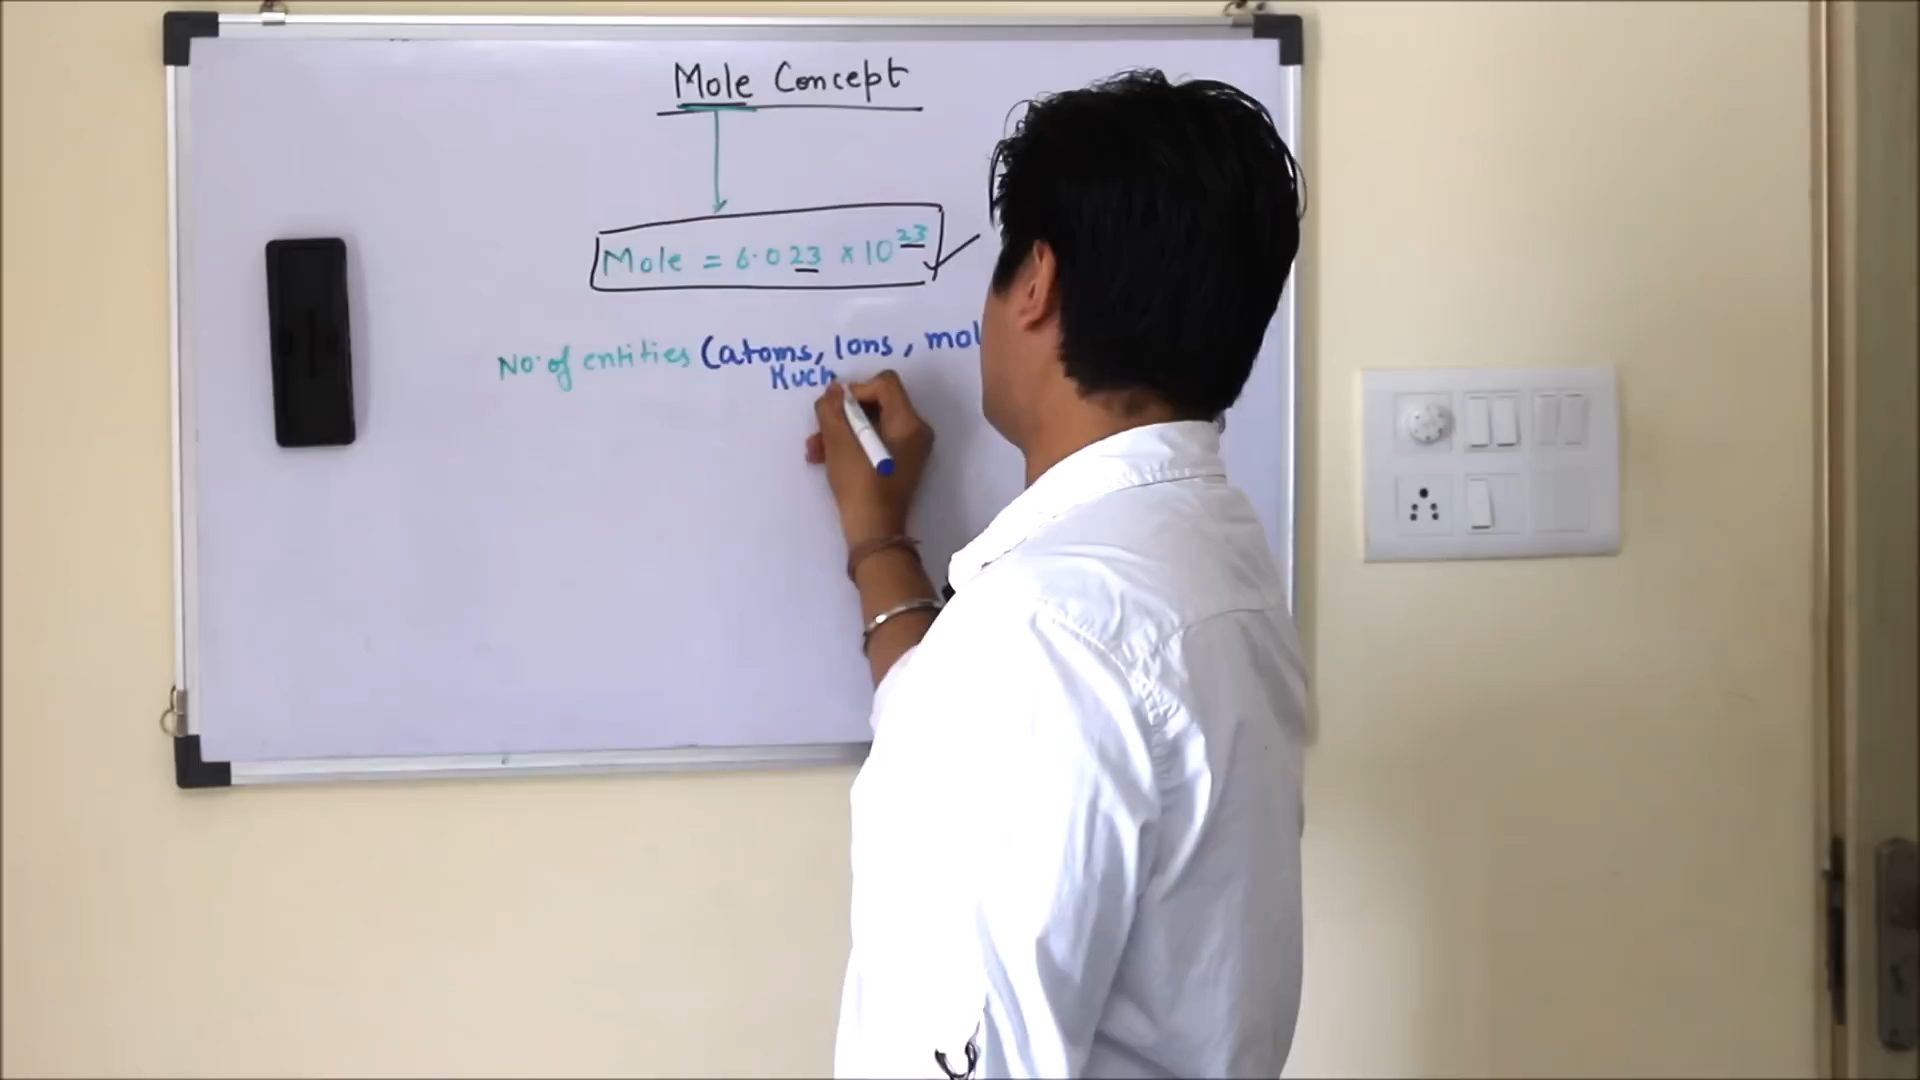 Mole Concept
Mole = 6.023 × 10²³
No. of entities (atoms, Ions, mol
Kuch